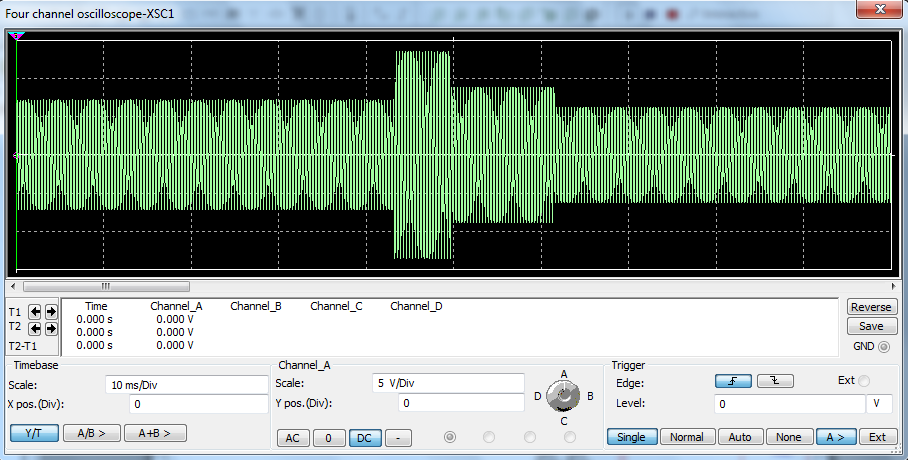 Four channel oscilloscope-XSC1
Time Channel_A Channel_B Channel_C Channel_D
T1 0.000 s 0.000 V
T2 0.000 s 0.000 V
T2-T1 0.000 s 0.000 V
Reverse
Save
GND
Timebase
Scale: 10 ms/Div
X pos.(Div): 0
Y/T A/B > A+B >
Channel_A
Scale: 5 V/Div
Y pos.(Div): 0
AC 0 DC -
A
D B
C
Trigger
Edge: Ext
Level: 0 V
Single Normal Auto None A > Ext